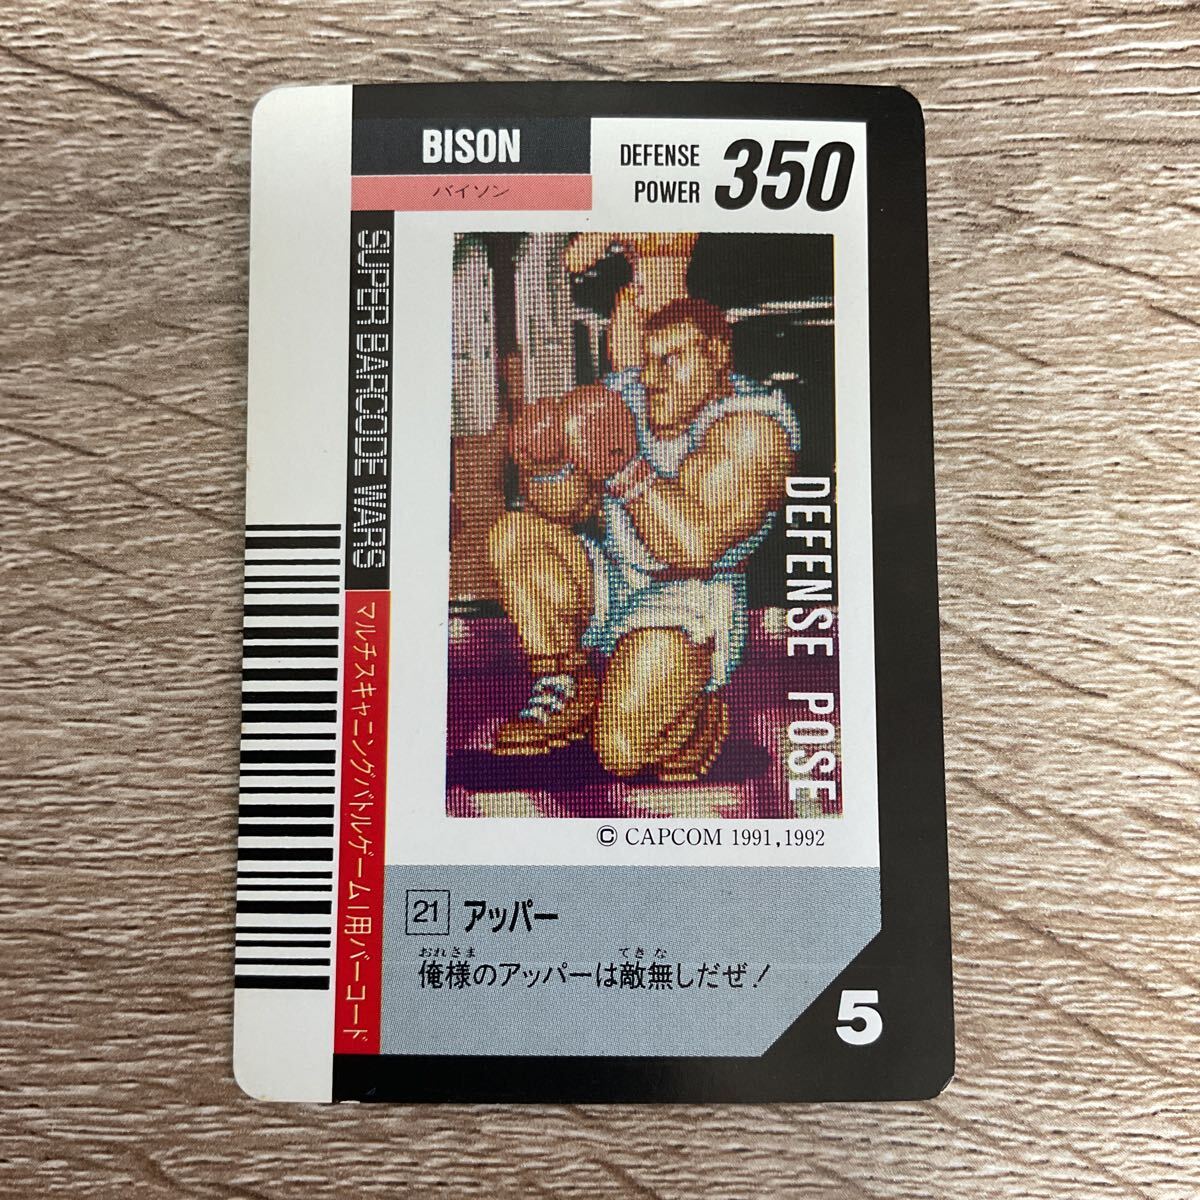 BISON
バイソン
DEFENSE
POWER
350
SUPER BARCODE WARS
マルチスキャニングバトルゲーム用バーコード
DEFENSE POSE
© CAPCOM 1991,1992
21 アッパー
おれさま てきな
俺様のアッパーは敵無しだぜ!
5